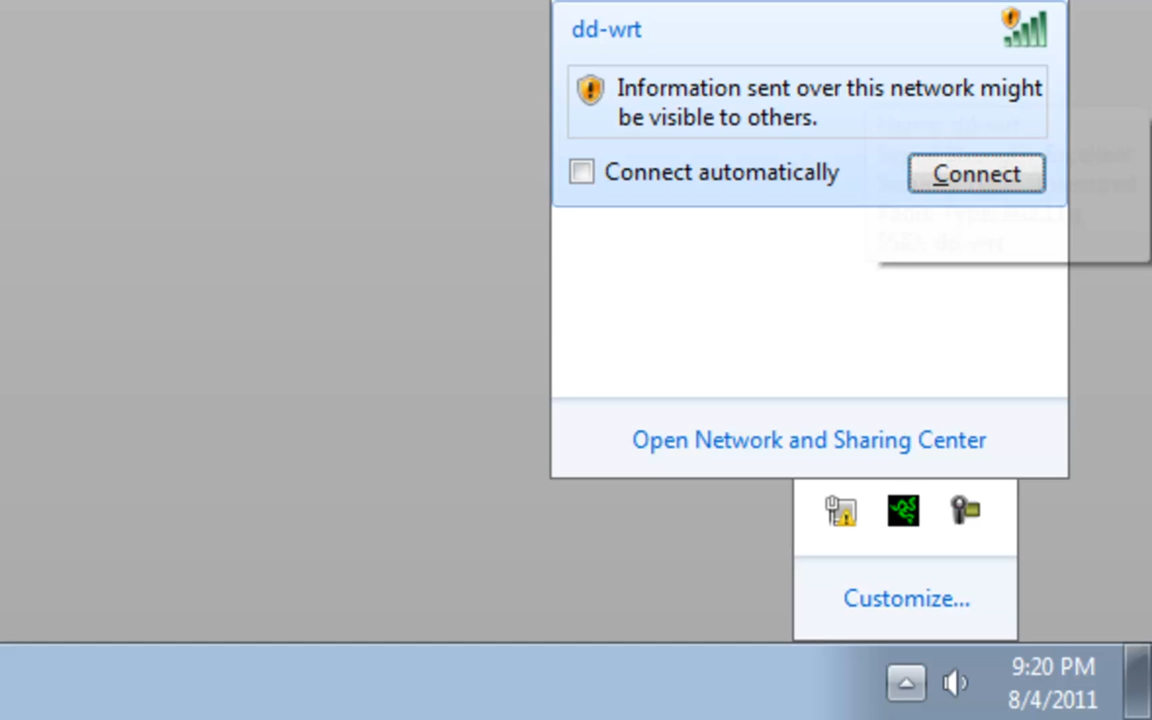 dd-wrt
Information sent over this network might
be visible to others.
Connect automatically
Connect
Open Network and Sharing Center
Customize...
9:20 PM
8/4/2011